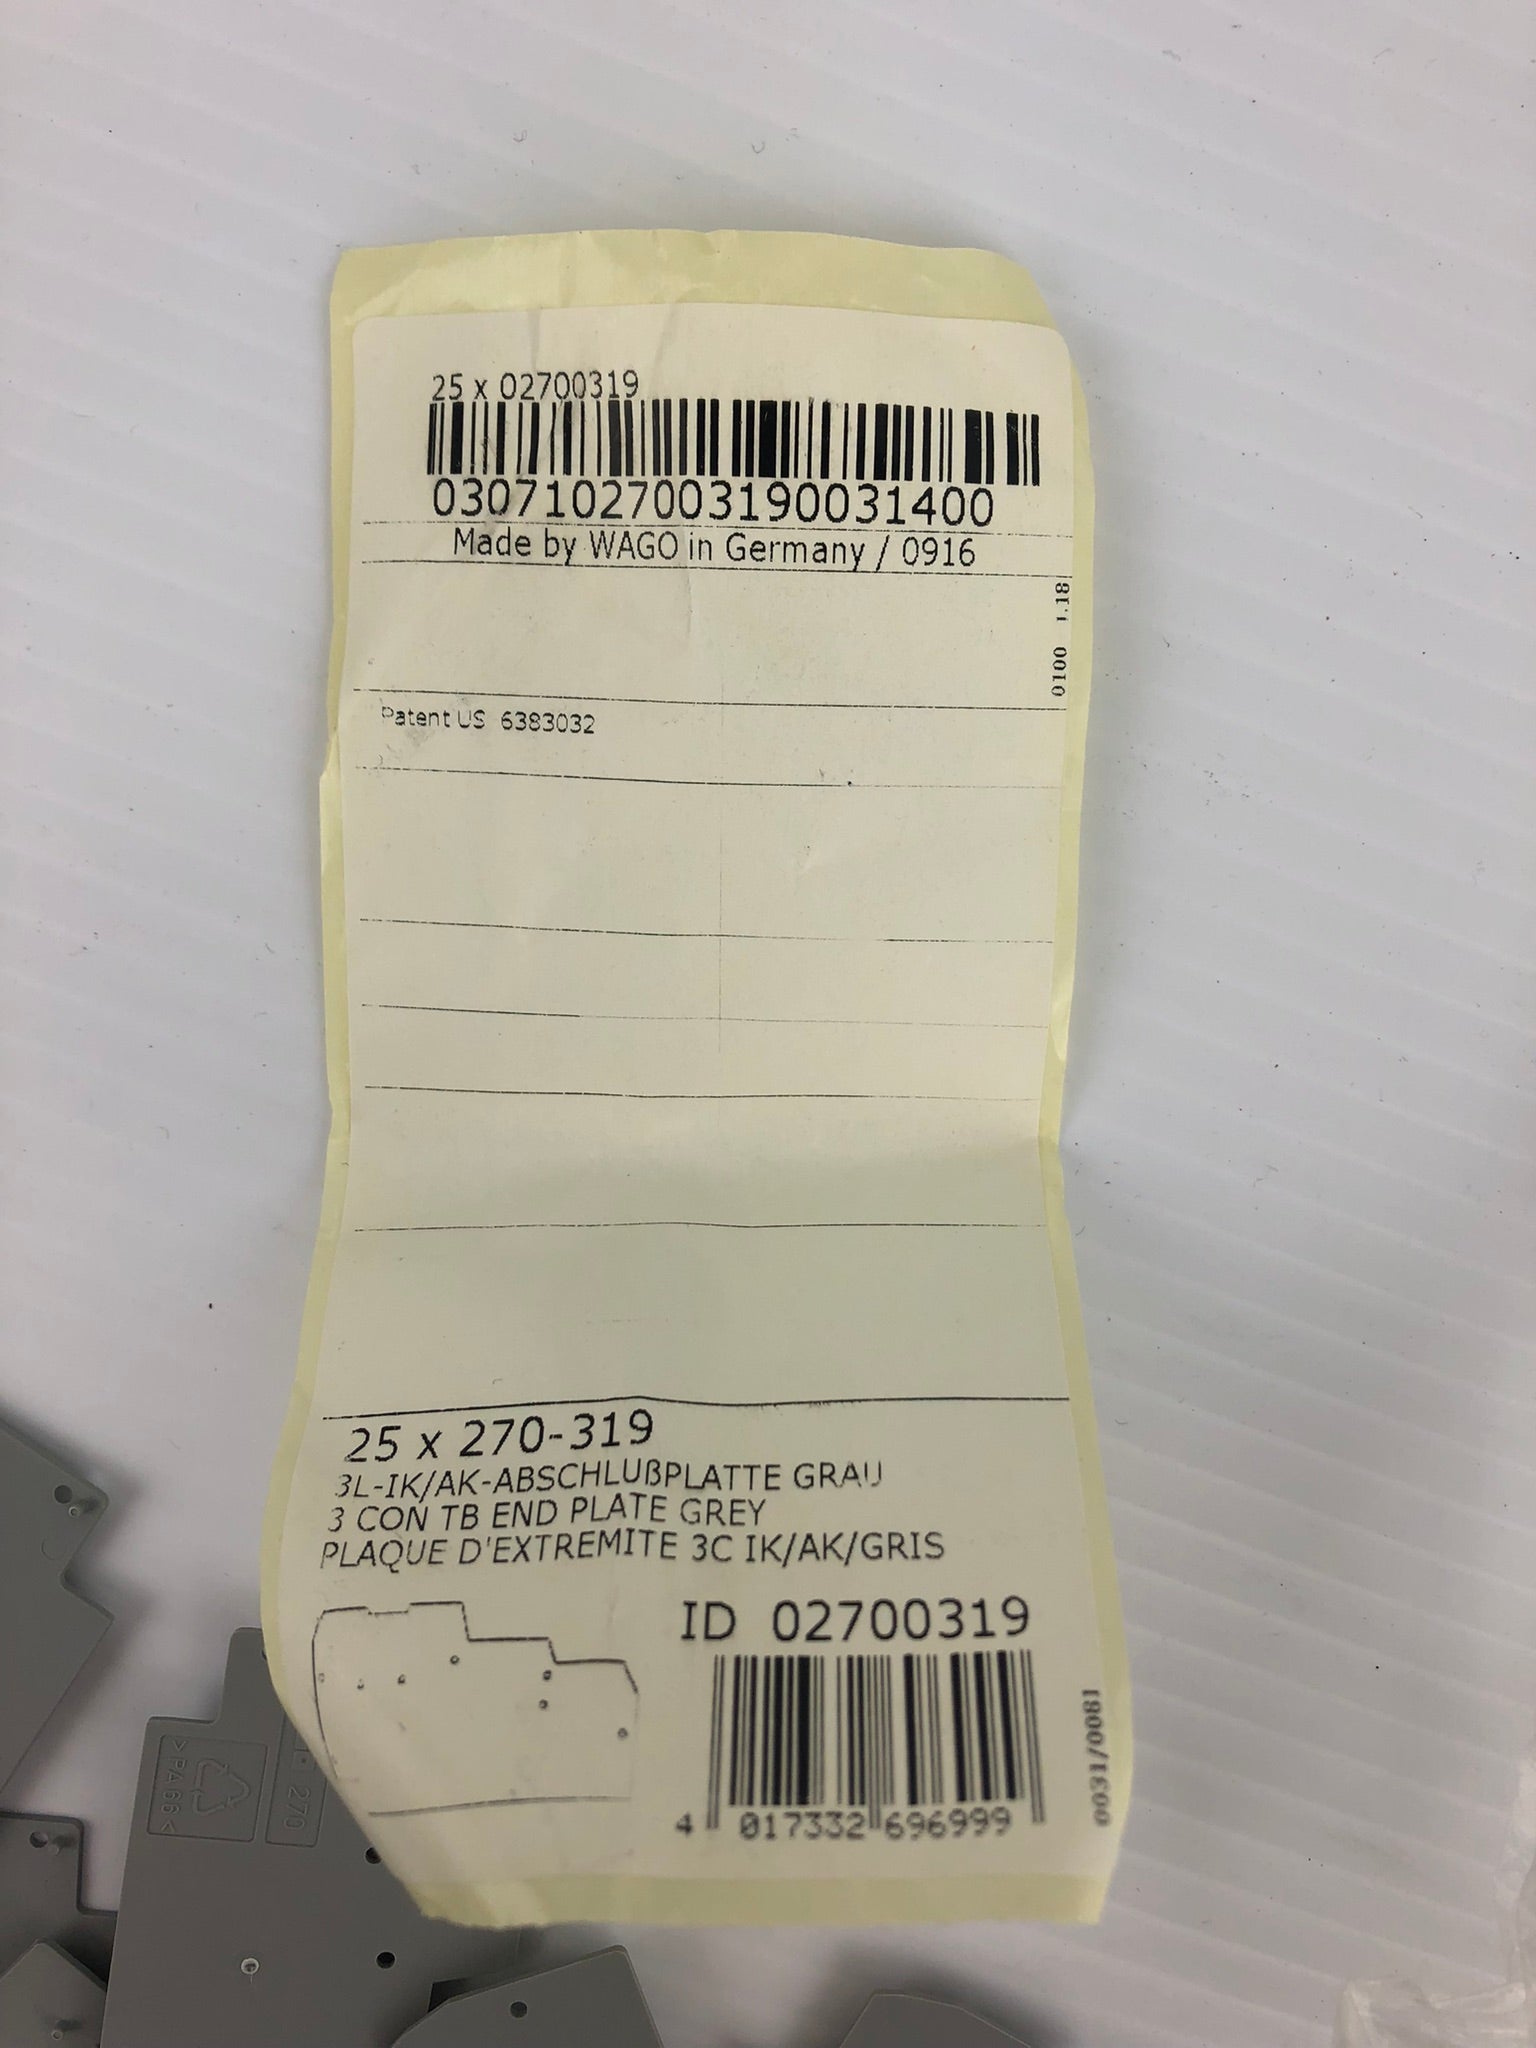 25 x 02700319
03071027003190031400
Made by WAGO in Germany / 0916
0100 1.18
Patent US 6383032
25 x 270-319
3L-IK/AK-ABSCHLUßPLATTE GRAU
3 CON TB END PLATE GREY
PLAQUE D'EXTREMITE 3C IK/AK/GRIS
ID 02700319
4 017332 696999
0031/0081
270
>PA 66<